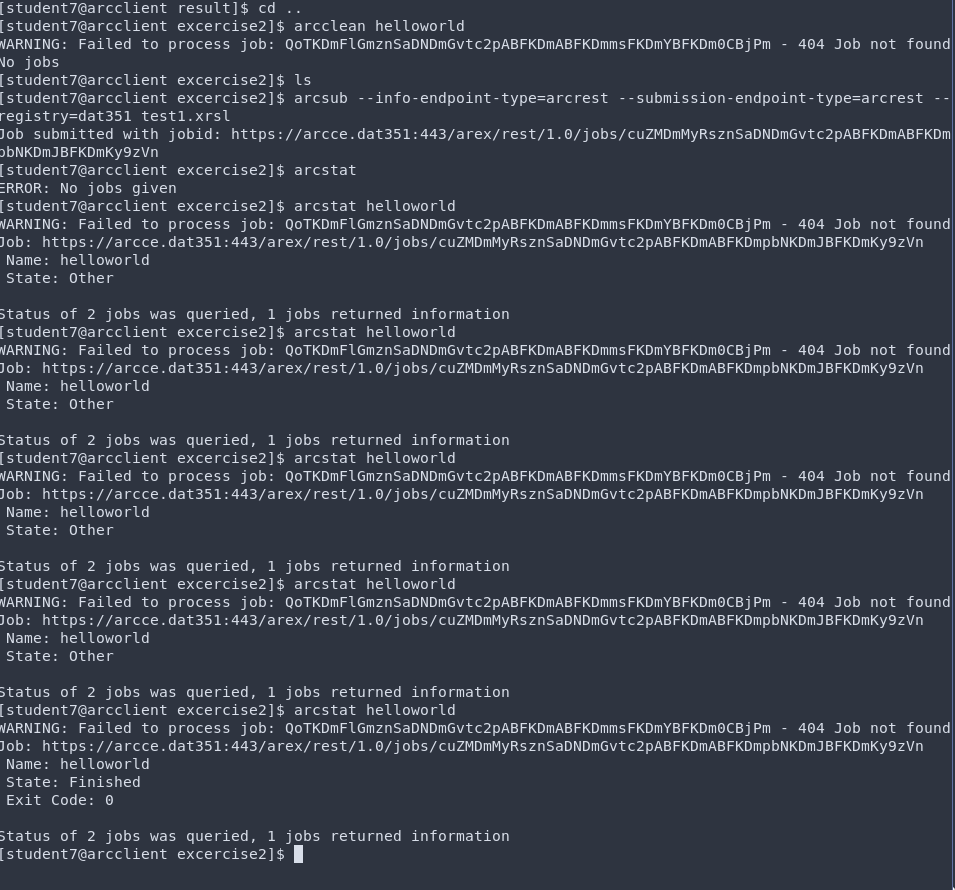 [student7@arcclient result]$ cd ..
[student7@arcclient excercise2]$ arcclean helloworld
WARNING: Failed to process job: QoTKDmFlGmznSaDNDmGvtc2pABFKDmABFKDmmsFKDmYBFKDm0CBjPm - 404 Job not found
No jobs
[student7@arcclient excercise2]$ ls
[student7@arcclient excercise2]$ arcsub --info-endpoint-type=arcrest --submission-endpoint-type=arcrest --
registry=dat351 test1.xrsl
Job submitted with jobid: https://arcce.dat351:443/arex/rest/1.0/jobs/cuZMDmMyRsznSaDNDmGvtc2pABFKDmABFKDm
pbNKDmJBFKDmKy9zVn
[student7@arcclient excercise2]$ arcstat
ERROR: No jobs given
[student7@arcclient excercise2]$ arcstat helloworld
WARNING: Failed to process job: QoTKDmFlGmznSaDNDmGvtc2pABFKDmABFKDmmsFKDmYBFKDm0CBjPm - 404 Job not found
Job: https://arcce.dat351:443/arex/rest/1.0/jobs/cuZMDmMyRsznSaDNDmGvtc2pABFKDmABFKDmpbNKDmJBFKDmKy9zVn
Name: helloworld
State: Other
Status of 2 jobs was queried, 1 jobs returned information
[student7@arcclient excercise2]$ arcstat helloworld
WARNING: Failed to process job: QoTKDmFlGmznSaDNDmGvtc2pABFKDmABFKDmmsFKDmYBFKDm0CBjPm - 404 Job not found
Job: https://arcce.dat351:443/arex/rest/1.0/jobs/cuZMDmMyRsznSaDNDmGvtc2pABFKDmABFKDmpbNKDmJBFKDmKy9zVn
Name: helloworld
State: Other
Status of 2 jobs was queried, 1 jobs returned information
[student7@arcclient excercise2]$ arcstat helloworld
WARNING: Failed to process job: QoTKDmFlGmznSaDNDmGvtc2pABFKDmABFKDmmsFKDmYBFKDm0CBjPm - 404 Job not found
Job: https://arcce.dat351:443/arex/rest/1.0/jobs/cuZMDmMyRsznSaDNDmGvtc2pABFKDmABFKDmpbNKDmJBFKDmKy9zVn
Name: helloworld
State: Other
Status of 2 jobs was queried, 1 jobs returned information
[student7@arcclient excercise2]$ arcstat helloworld
WARNING: Failed to process job: QoTKDmFlGmznSaDNDmGvtc2pABFKDmABFKDmmsFKDmYBFKDm0CBjPm - 404 Job not found
Job: https://arcce.dat351:443/arex/rest/1.0/jobs/cuZMDmMyRsznSaDNDmGvtc2pABFKDmABFKDmpbNKDmJBFKDmKy9zVn
Name: helloworld
State: Other
Status of 2 jobs was queried, 1 jobs returned information
[student7@arcclient excercise2]$ arcstat helloworld
WARNING: Failed to process job: QoTKDmFlGmznSaDNDmGvtc2pABFKDmABFKDmmsFKDmYBFKDm0CBjPm - 404 Job not found
Job: https://arcce.dat351:443/arex/rest/1.0/jobs/cuZMDmMyRsznSaDNDmGvtc2pABFKDmABFKDmpbNKDmJBFKDmKy9zVn
Name: helloworld
State: Finished
Exit Code: 0
Status of 2 jobs was queried, 1 jobs returned information
[student7@arcclient excercise2]$